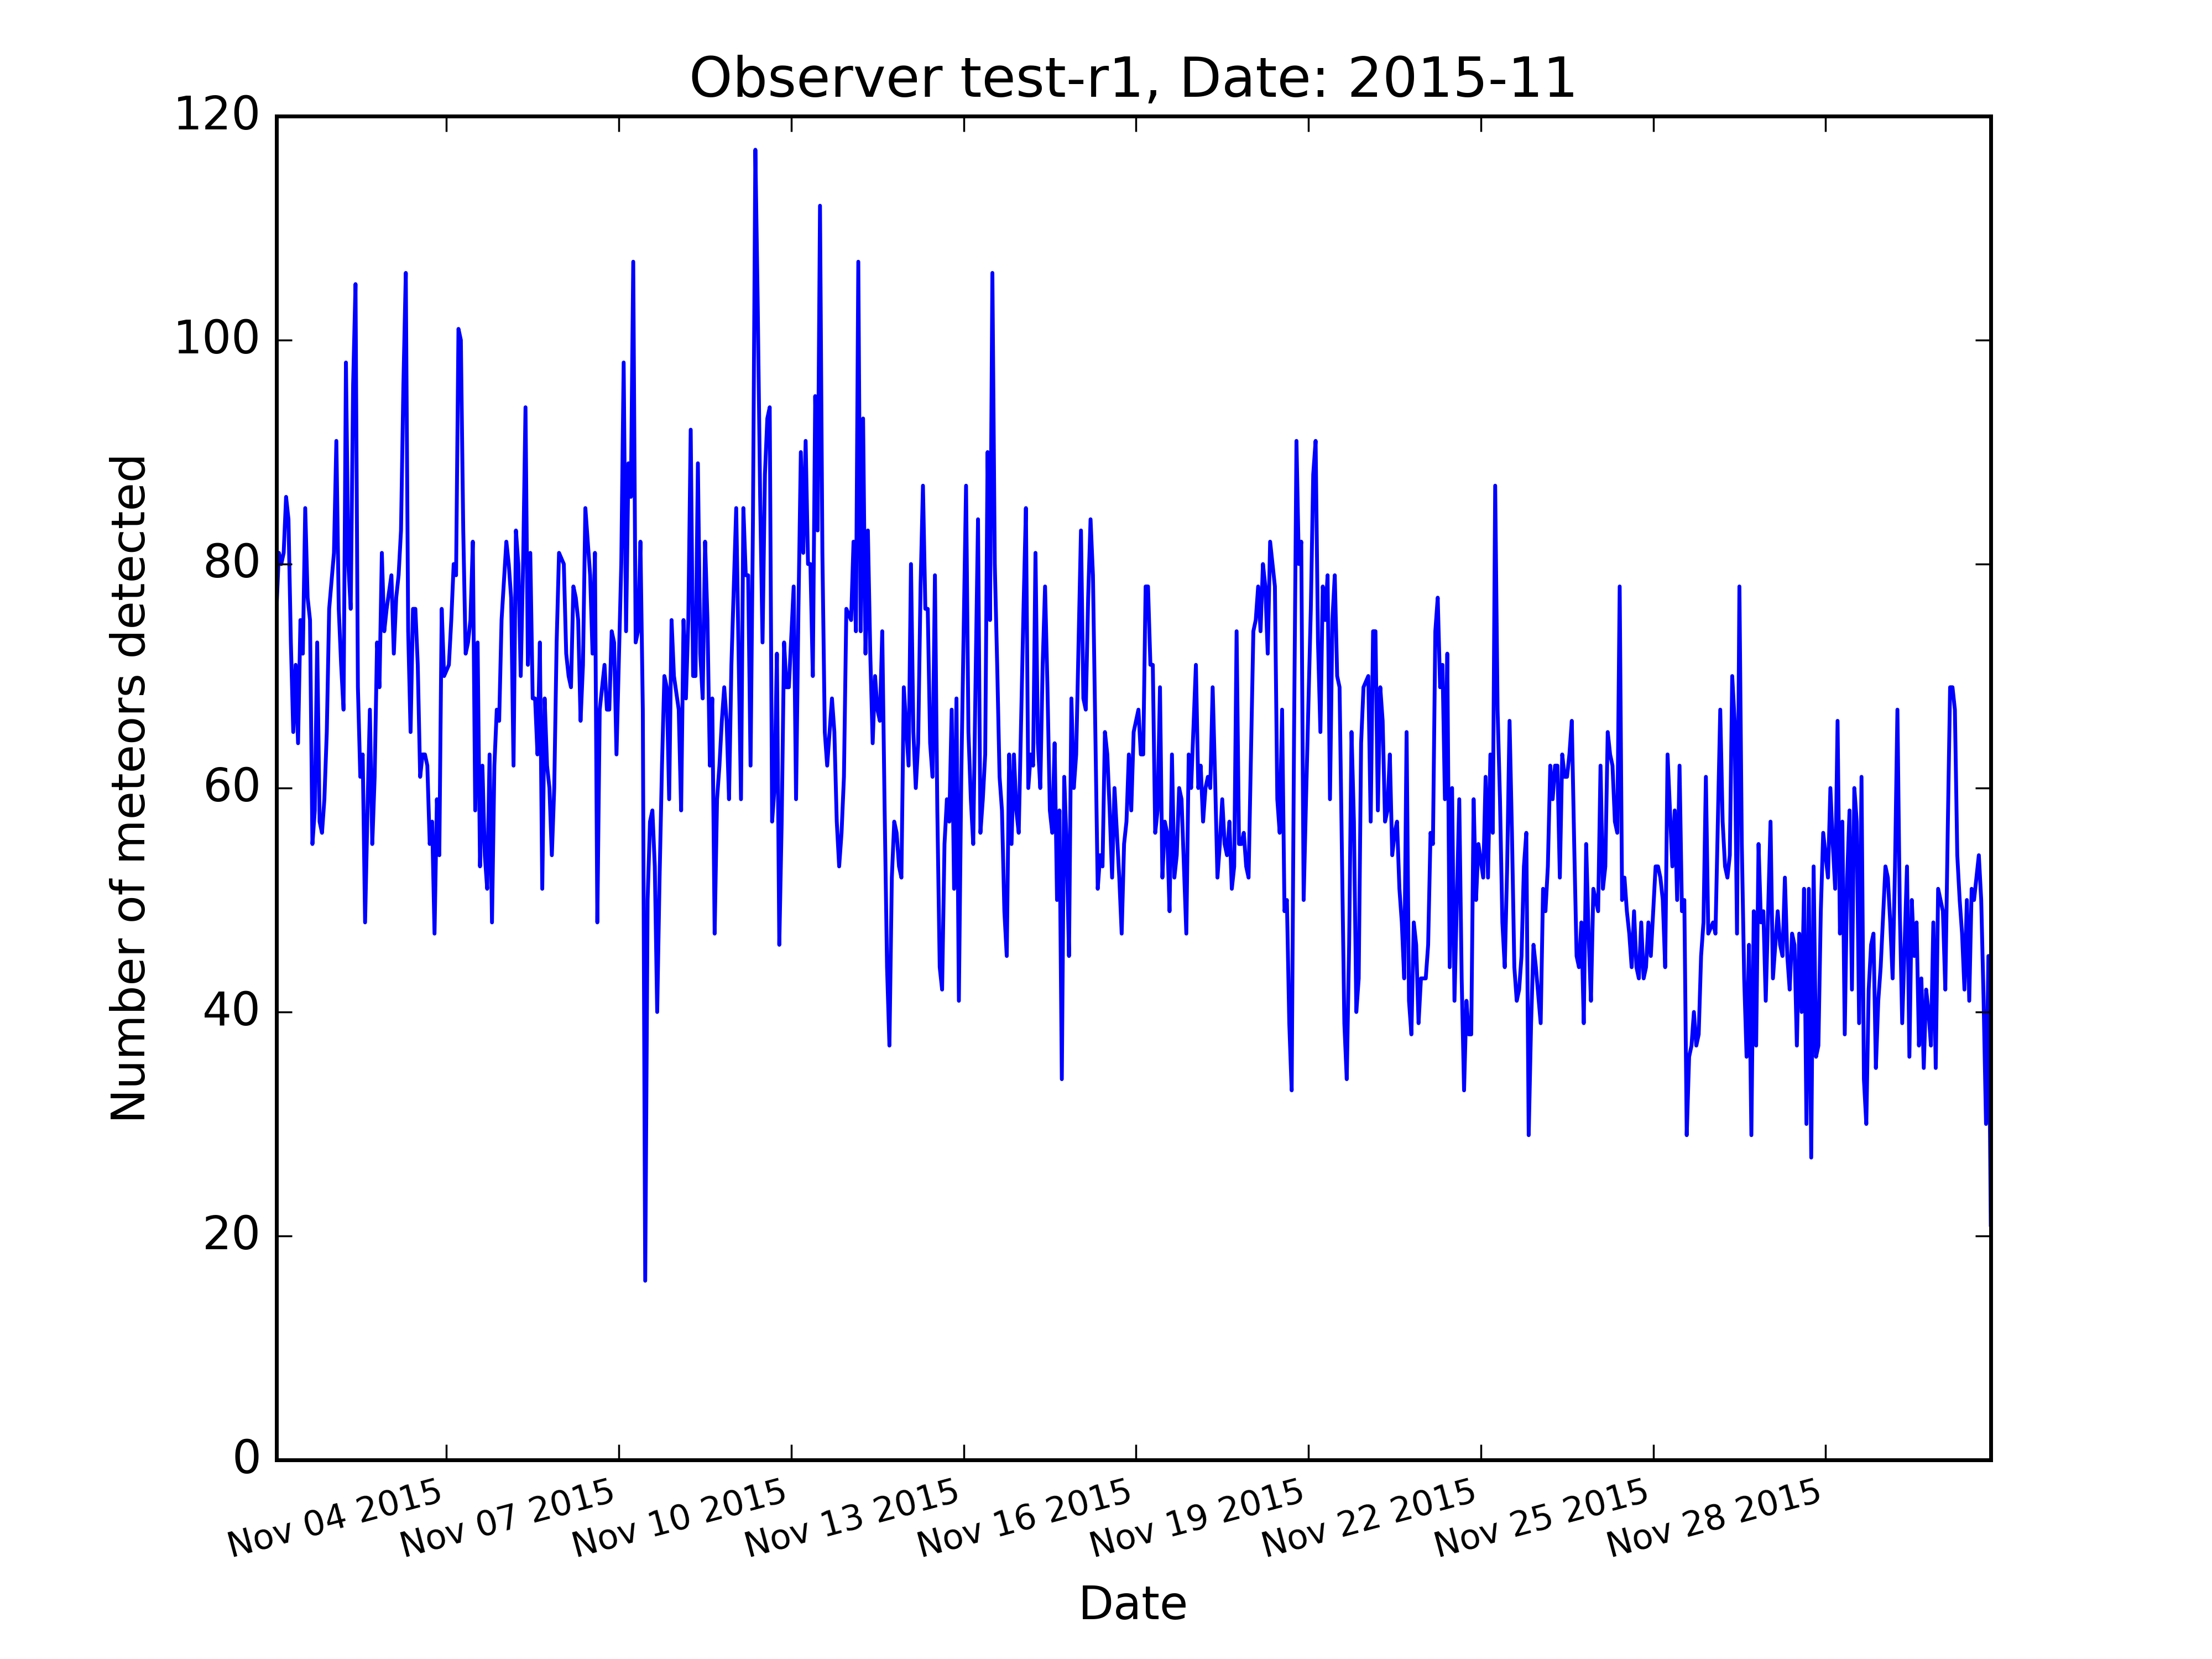 Observer test-r1, Date: 2015-11
120
100
80
60
40
20
0
Number of meteors detected
Nov 04 2015
Nov 07 2015
Nov 10 2015
Nov 13 2015
Nov 16 2015
Nov 19 2015
Nov 22 2015
Nov 25 2015
Nov 28 2015
Date